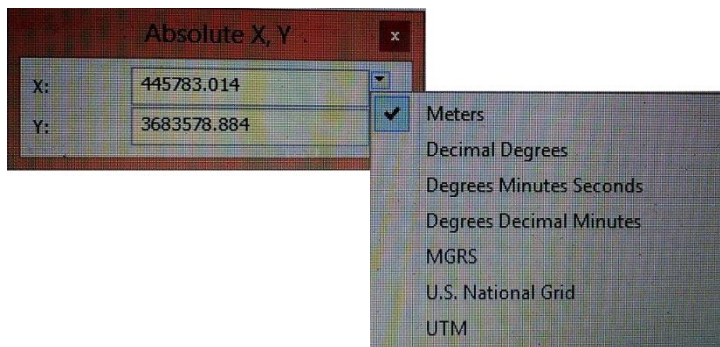 Absolute X, Y
X: 445783.014
Y: 3683578.884
Meters
Decimal Degrees
Degrees Minutes Seconds
Degrees Decimal Minutes
MGRS
U.S. National Grid
UTM